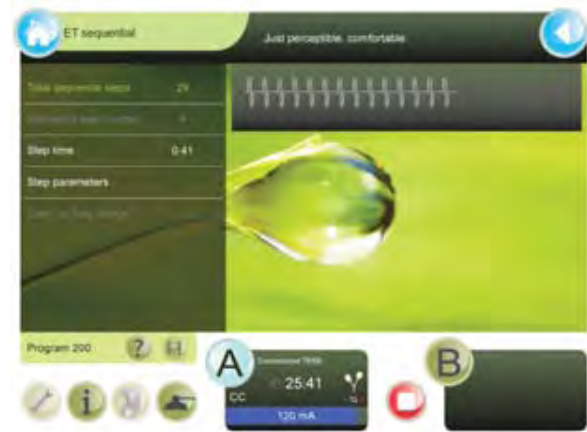 ET sequential
Just perceptible, comfortable
Total sequence steps 29
Step time 0:41
Step parameters
Program 200
?
i
A
25:41
CC
120 mA
B